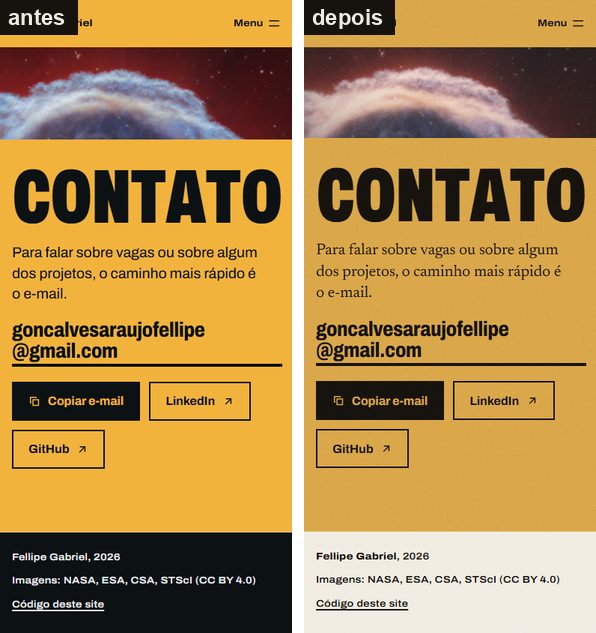 antes
riel
Menu
CONTATO
Para falar sobre vagas ou sobre algum
dos projetos, o caminho mais rápido é
o e-mail.
goncalvesaraujofellipe
@gmail.com
Copiar e-mail
LinkedIn
GitHub
Fellipe Gabriel, 2026
Imagens: NASA, ESA, CSA, STScI (CC BY 4.0)
Código deste site
depois
Menu
CONTATO
Para falar sobre vagas ou sobre algum
dos projetos, o caminho mais rápido é
o e-mail.
goncalvesaraujofellipe
@gmail.com
Copiar e-mail
LinkedIn
GitHub
Fellipe Gabriel, 2026
Imagens: NASA, ESA, CSA, STScI (CC BY 4.0)
Código deste site